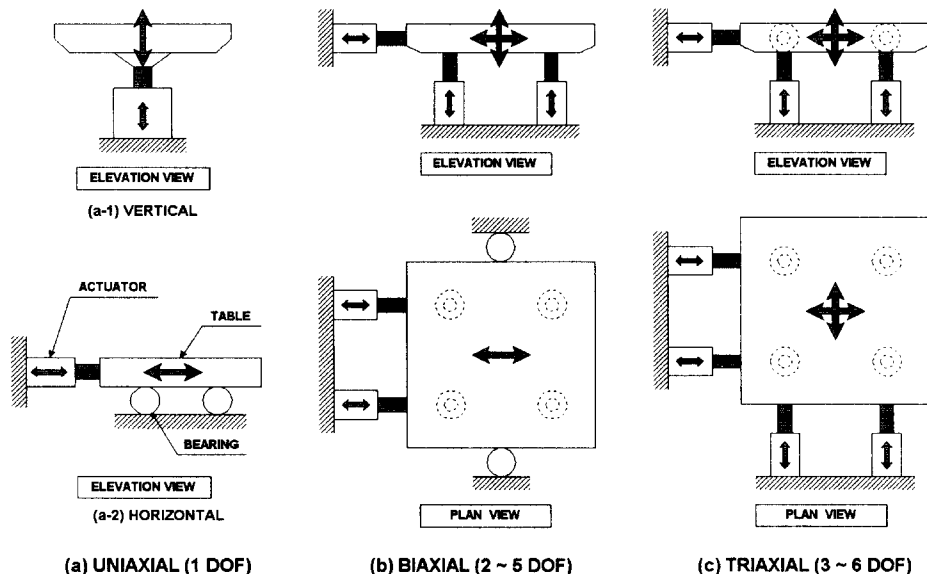 ELEVATION VIEW
(a-1) VERTICAL
ACTUATOR
TABLE
BEARING
ELEVATION VIEW
(a-2) HORIZONTAL
(a) UNIAXIAL (1 DOF)
ELEVATION VIEW
PLAN VIEW
(b) BIAXIAL (2 ~ 5 DOF)
ELEVATION VIEW
PLAN VIEW
(c) TRIAXIAL (3 ~ 6 DOF)